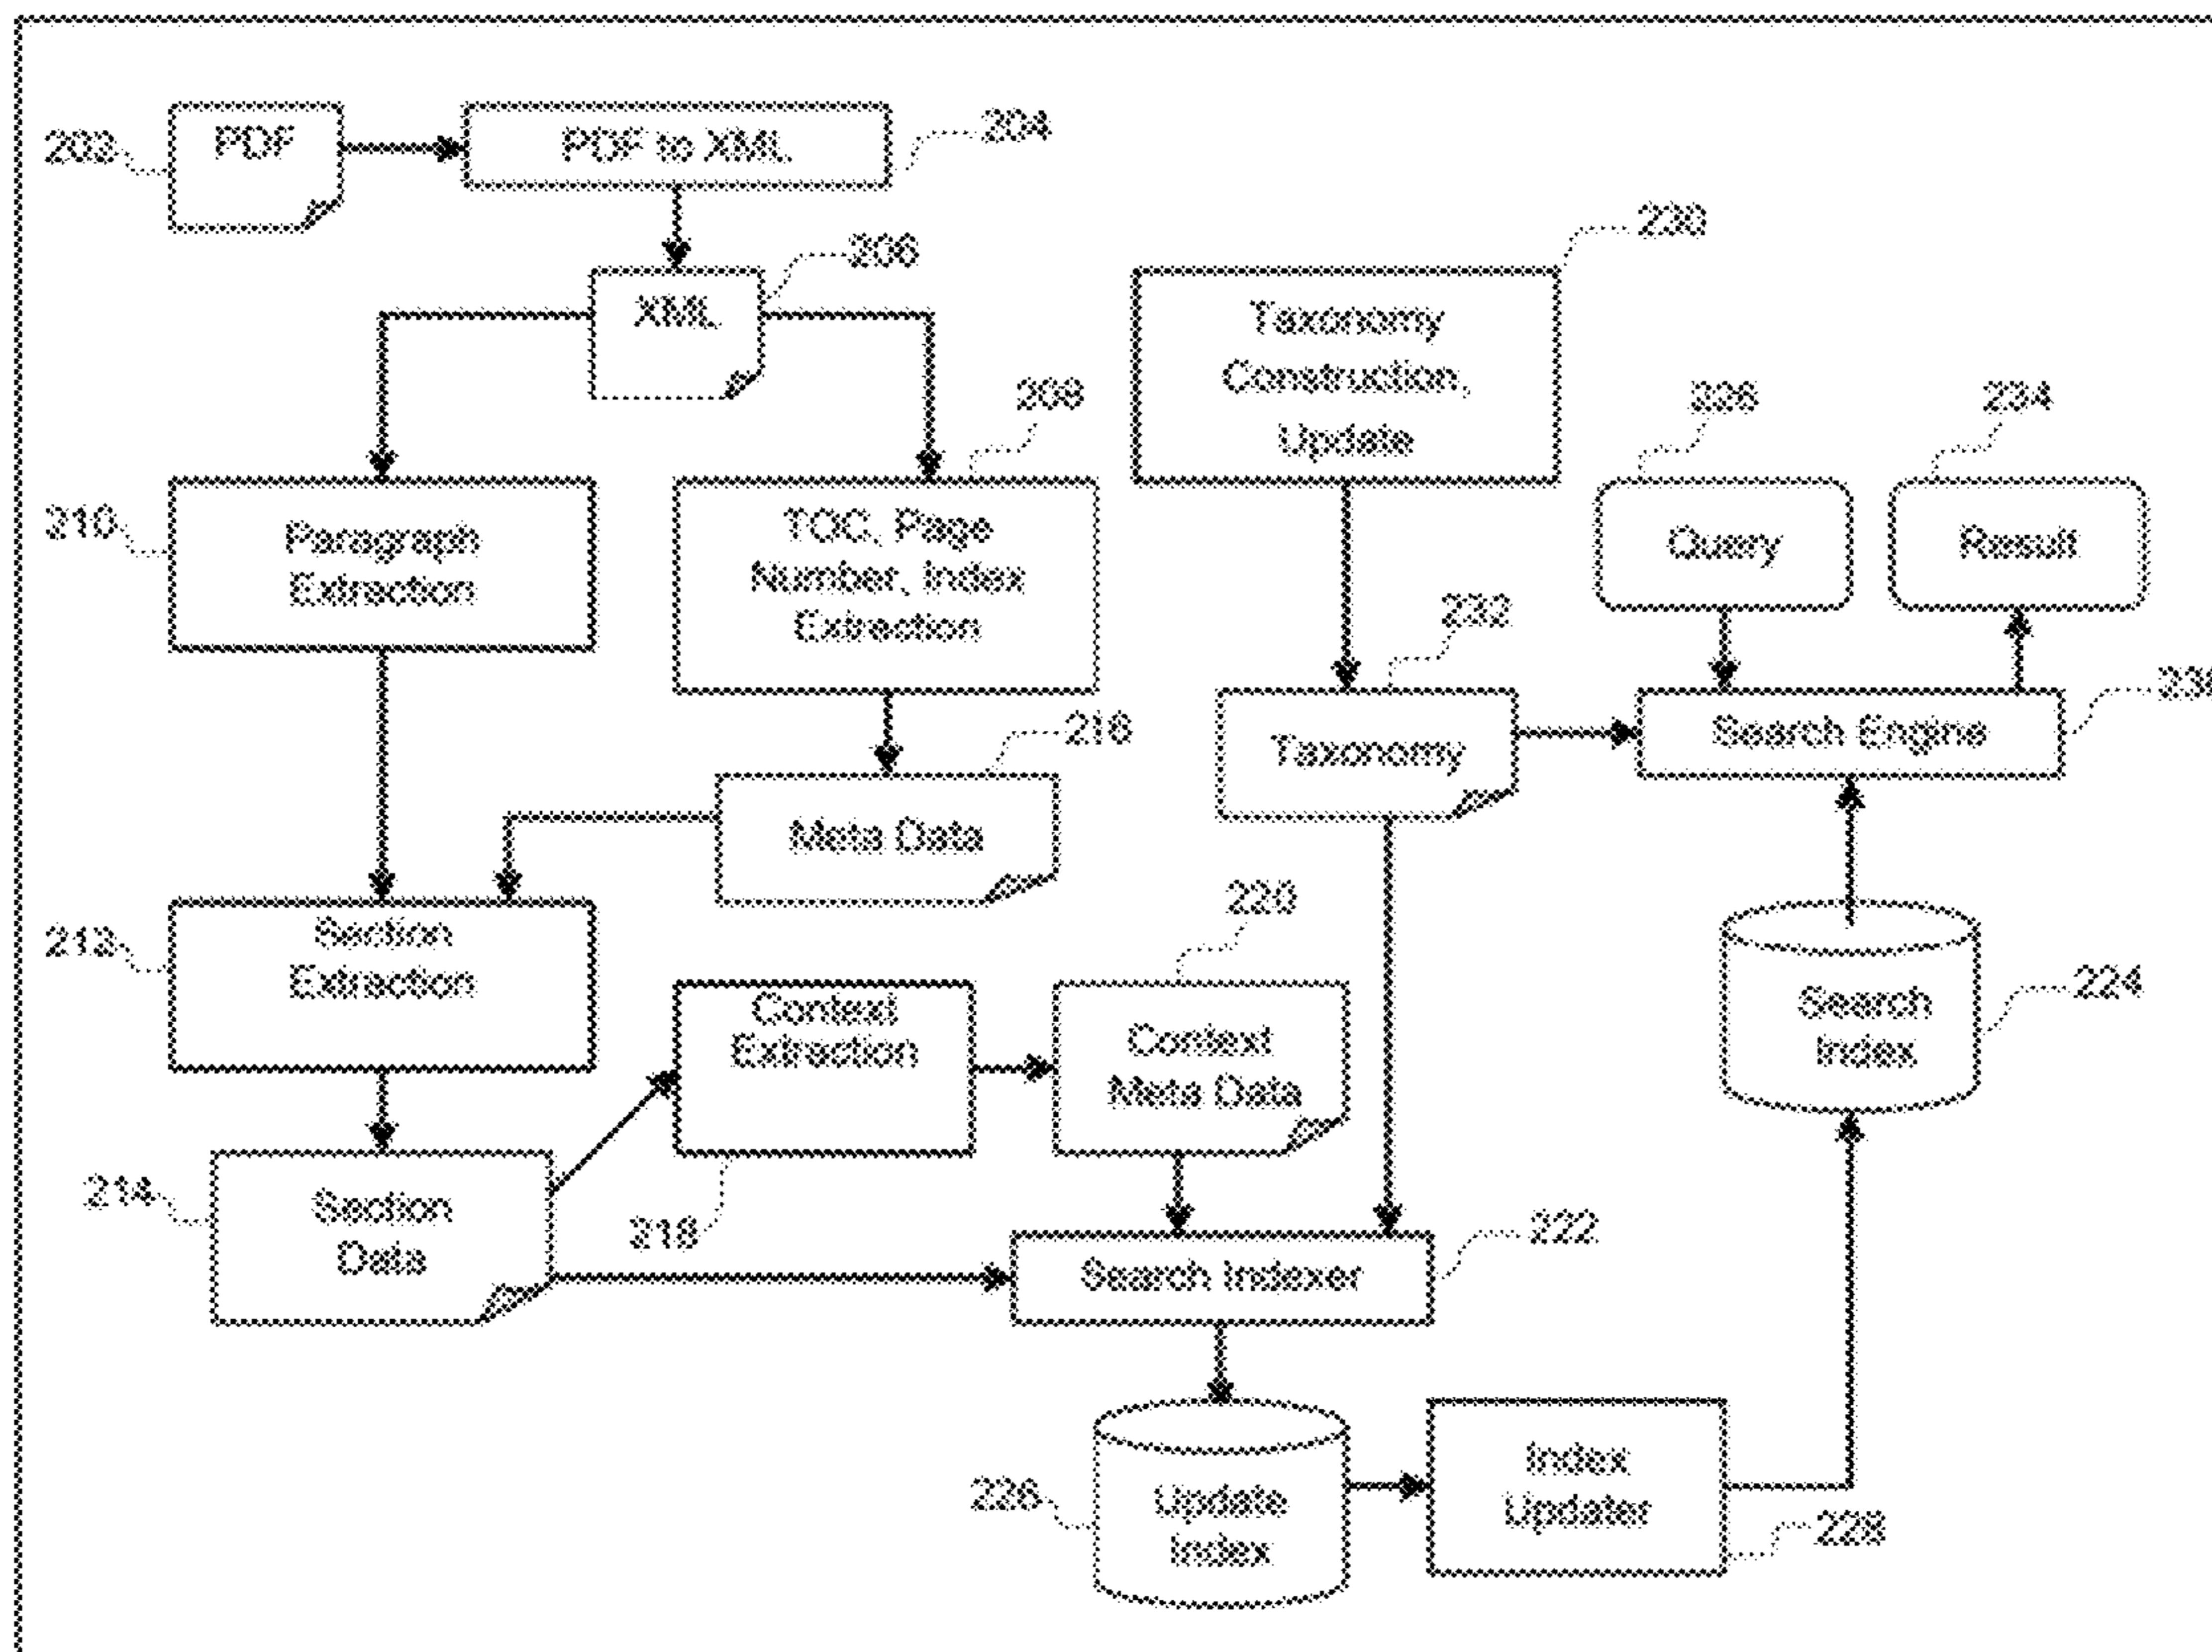 202
PDF
PDF to XML
204
XML
206
230
Taxonomy
Construction,
Update
208
210
Paragraph
Extraction
TOC, Page
Number, Index
Extraction
234
Query
Result
232
Taxonomy
Search Engine
216
Meta Data
212
Section
Extraction
220
Context
Extraction
Context
Meta Data
224
Search
Index
214
Section
Data
218
222
Search Indexer
226
Update
Index
Index
Updater
228